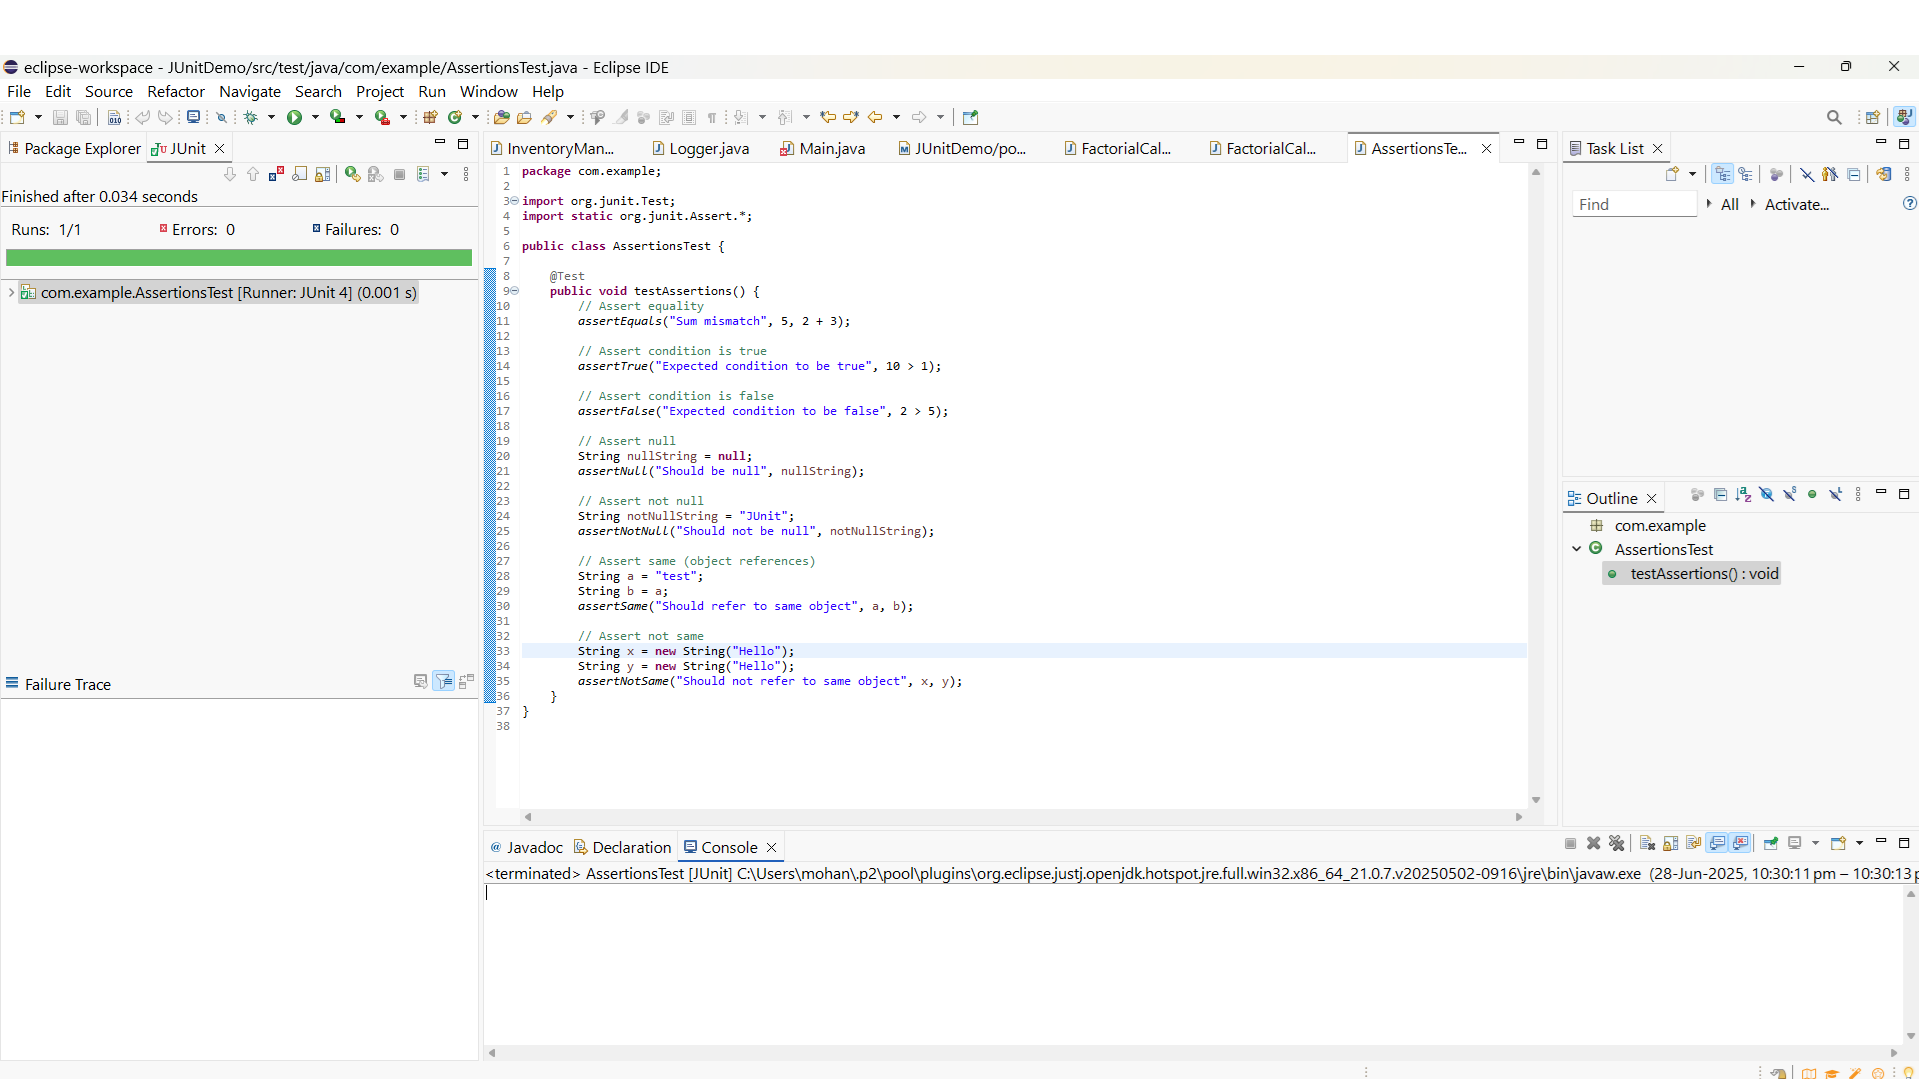 eclipse-workspace - JUnitDemo/src/test/java/com/example/AssertionsTest.java - Eclipse IDE
File Edit Source Refactor Navigate Search Project Run Window Help
Package Explorer JUnit
Finished after 0.034 seconds
Runs: 1/1 Errors: 0 Failures: 0
com.example.AssertionsTest [Runner: JUnit 4] (0.001 s)
Failure Trace
InventoryMan... Logger.java Main.java JUnitDemo/po... FactorialCal... FactorialCal... AssertionsTe...
1 package com.example;
2
3 import org.junit.Test;
4 import static org.junit.Assert.*;
5
6 public class AssertionsTest {
7
8     @Test
9     public void testAssertions() {
10         // Assert equality
11         assertEquals("Sum mismatch", 5, 2 + 3);
12
13         // Assert condition is true
14         assertTrue("Expected condition to be true", 10 > 1);
15
16         // Assert condition is false
17         assertFalse("Expected condition to be false", 2 > 5);
18
19         // Assert null
20         String nullString = null;
21         assertNull("Should be null", nullString);
22
23         // Assert not null
24         String notNullString = "JUnit";
25         assertNotNull("Should not be null", notNullString);
26
27         // Assert same (object references)
28         String a = "test";
29         String b = a;
30         assertSame("Should refer to same object", a, b);
31
32         // Assert not same
33         String x = new String("Hello");
34         String y = new String("Hello");
35         assertNotSame("Should not refer to same object", x, y);
36     }
37 }
38
Task List
Find All Activate...
Outline
com.example
AssertionsTest
testAssertions() : void
Javadoc Declaration Console
<terminated> AssertionsTest [JUnit] C:\Users\mohan\.p2\pool\plugins\org.eclipse.justj.openjdk.hotspot.jre.full.win32.x86_64_21.0.7.v20250502-0916\jre\bin\javaw.exe (28-Jun-2025, 10:30:11 pm – 10:30:13 p